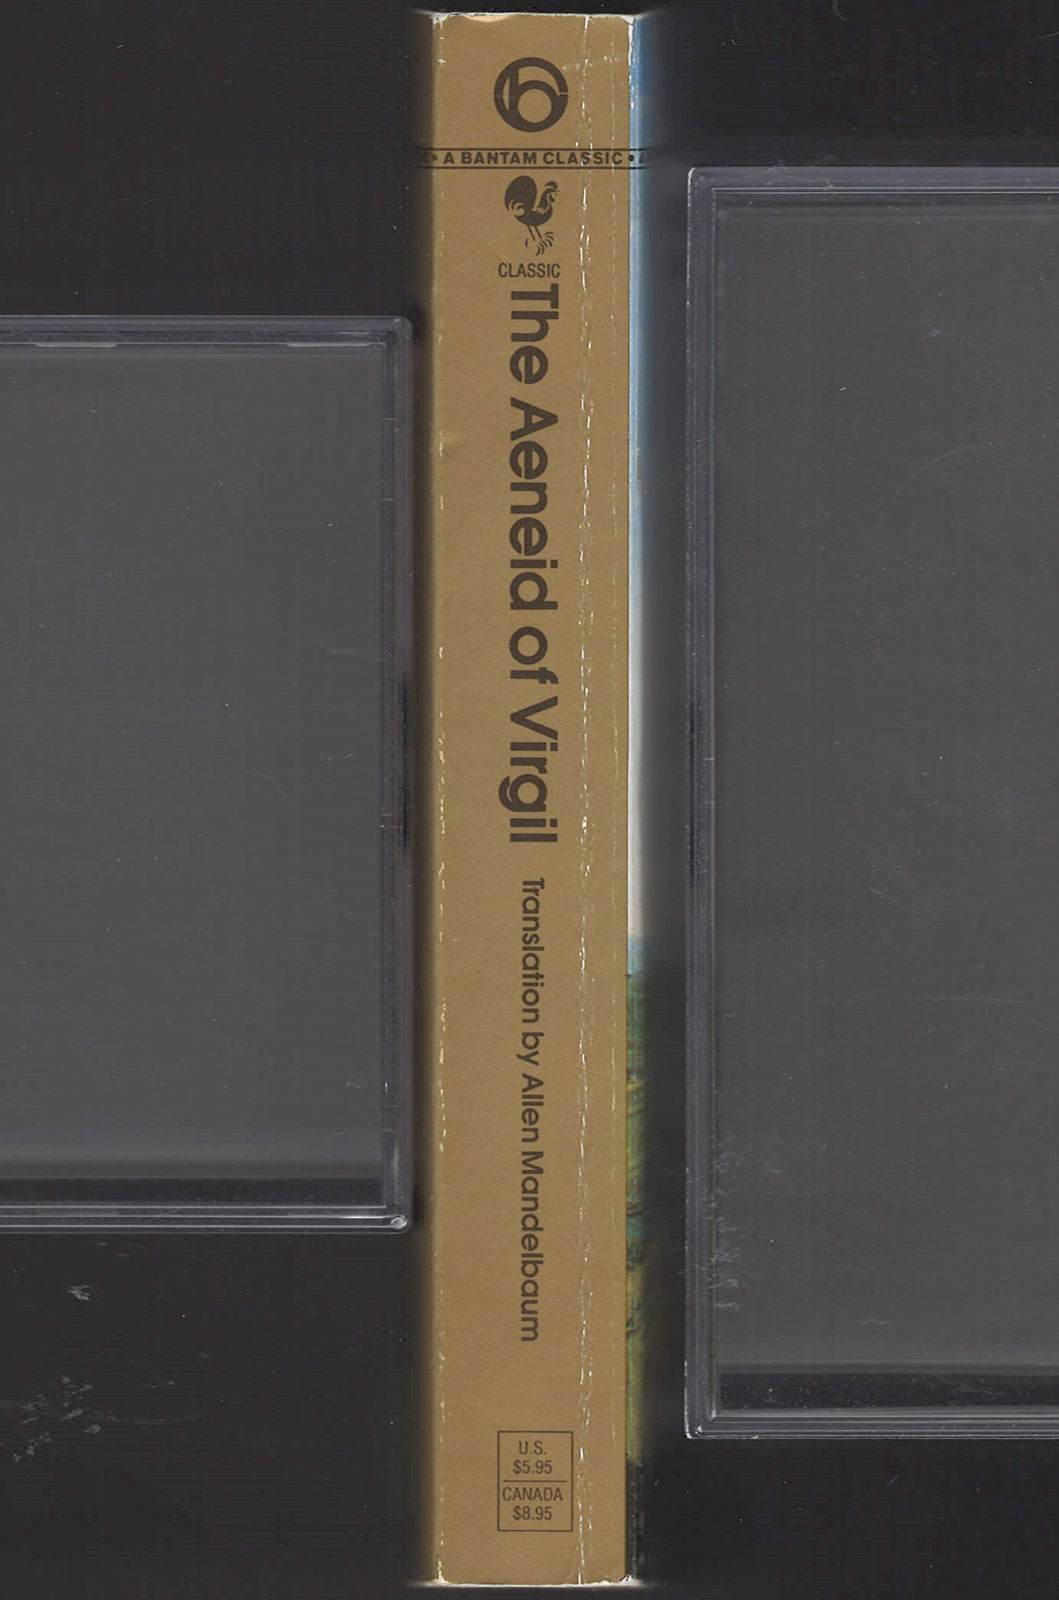 • A BANTAM CLASSIC •
CLASSIC
The Aeneid of Virgil
Translation by Allen Mandelbaum
U.S.
$5.95
CANADA
$8.95